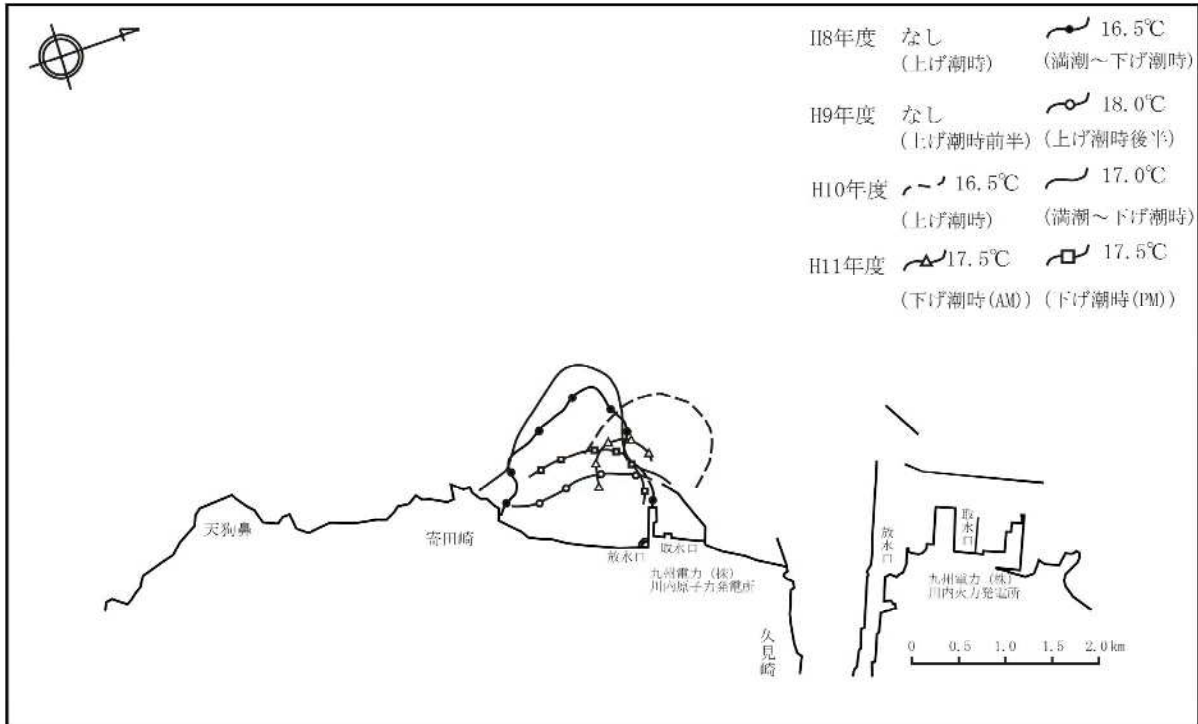 H8年度 なし 16.5℃
(上げ潮時) (満潮～下げ潮時)
H9年度 なし 18.0℃
(上げ潮時前半) (上げ潮時後半)
H10年度 16.5℃ 17.0℃
(上げ潮時) (満潮～下げ潮時)
H11年度 17.5℃ 17.5℃
(下げ潮時(AM)) (下げ潮時(PM))
天狗鼻
寄田崎
放水口
取水口
九州電力（株）
川内原子力発電所
久見崎
放水口
取水口
九州電力（株）
川内火力発電所
0 0.5 1.0 1.5 2.0km